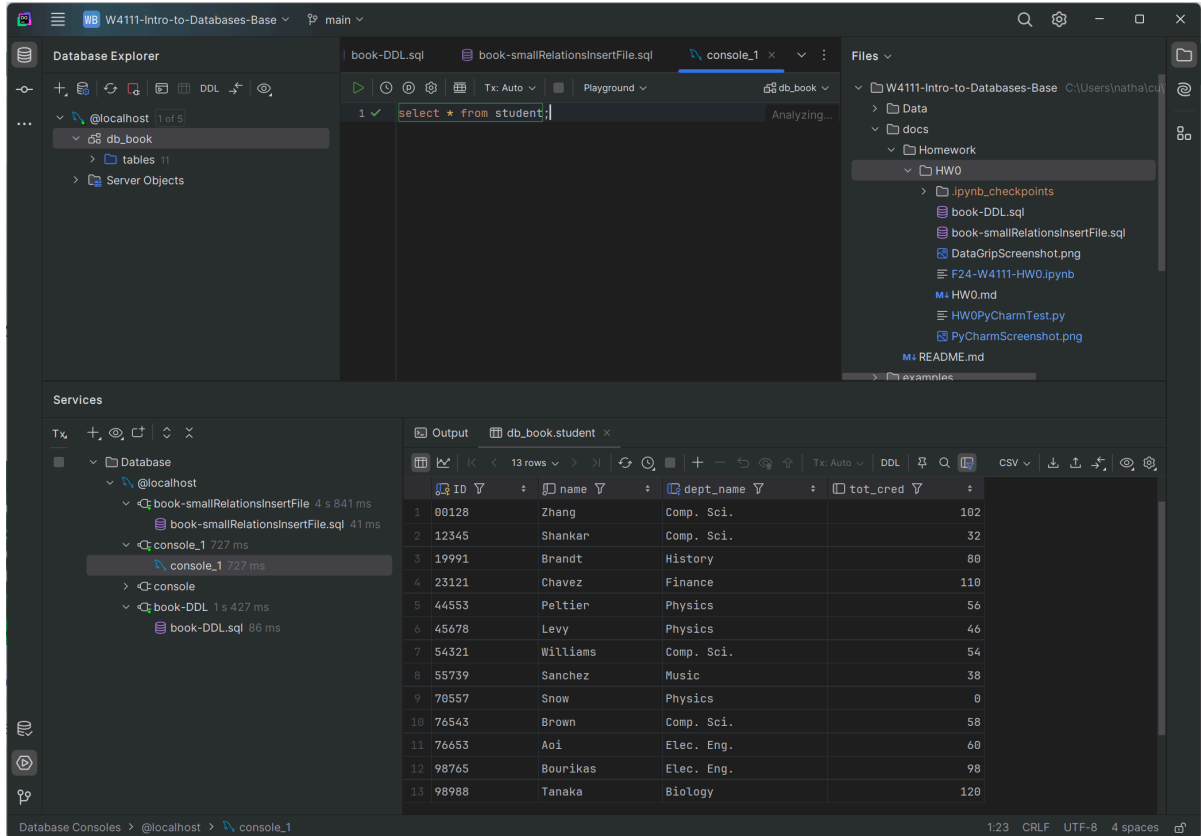 WB W4111-Intro-to-Databases-Base main
Database Explorer
DDL
@localhost 1 of 5
db_book
tables 11
Server Objects
book-DDL.sql book-smallRelationsInsertFile.sql console_1
Tx: Auto Playground db_book
1 select * from student; Analyzing...
Files
W4111-Intro-to-Databases-Base C:\Users\natha\cu\
Data
docs
Homework
HW0
.ipynb_checkpoints
book-DDL.sql
book-smallRelationsInsertFile.sql
DataGripScreenshot.png
F24-W4111-HW0.ipynb
M↓ HW0.md
HW0PyCharmTest.py
PyCharmScreenshot.png
M↓ README.md
examples
Services
Tx
Database
@localhost
book-smallRelationsInsertFile 4 s 841 ms
book-smallRelationsInsertFile.sql 41 ms
console_1 727 ms
console_1 727 ms
console
book-DDL 1 s 427 ms
book-DDL.sql 86 ms
Output db_book.student
13 rows Tx: Auto DDL CSV
ID name dept_name tot_cred
1 00128 Zhang Comp. Sci. 102
2 12345 Shankar Comp. Sci. 32
3 19991 Brandt History 80
4 23121 Chavez Finance 110
5 44553 Peltier Physics 56
6 45678 Levy Physics 46
7 54321 Williams Comp. Sci. 54
8 55739 Sanchez Music 38
9 70557 Snow Physics 0
10 76543 Brown Comp. Sci. 58
11 76653 Aoi Elec. Eng. 60
12 98765 Bourikas Elec. Eng. 98
13 98988 Tanaka Biology 120
Database Consoles > @localhost > console_1 1:23 CRLF UTF-8 4 spaces